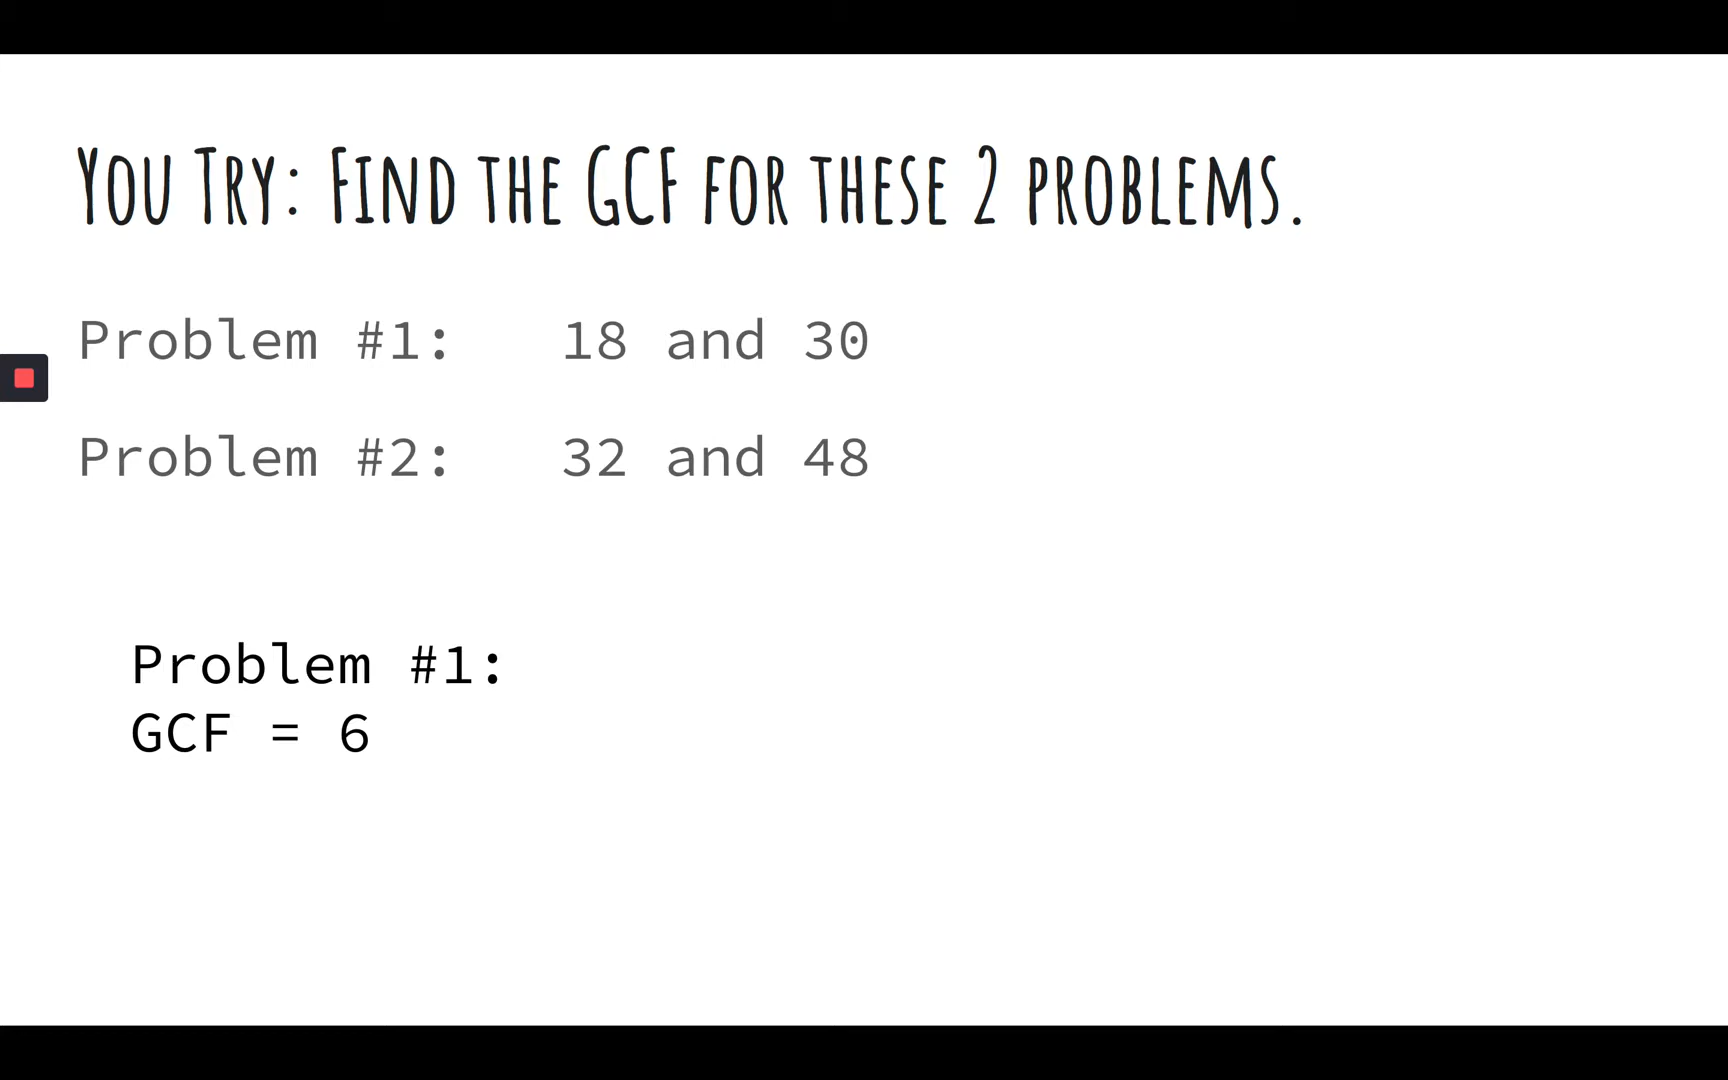 You Try: Find the GCF for these 2 problems.
Problem #1: 18 and 30
Problem #2: 32 and 48
Problem #1:
GCF = 6